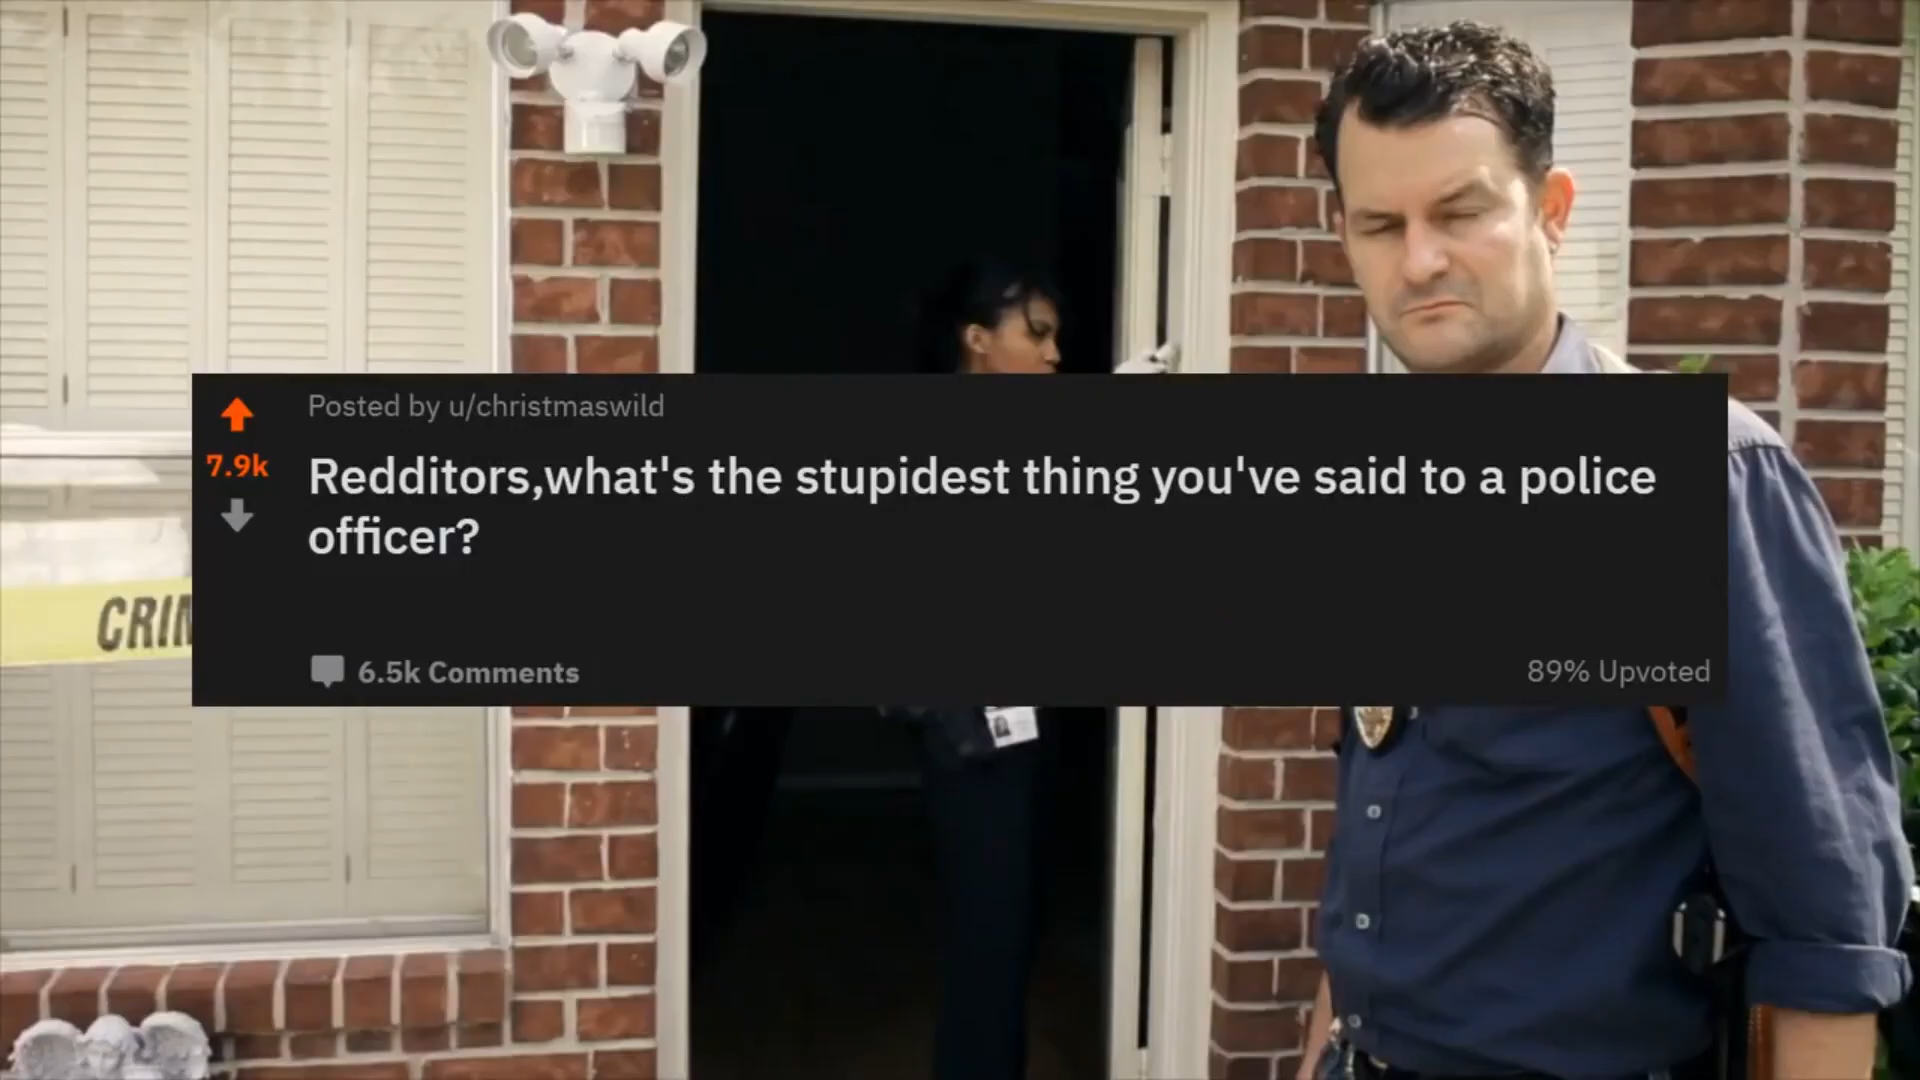 Posted by u/christmaswild
7.9k
Redditors,what's the stupidest thing you've said to a police
officer?
CRIM
6.5k Comments
89% Upvoted